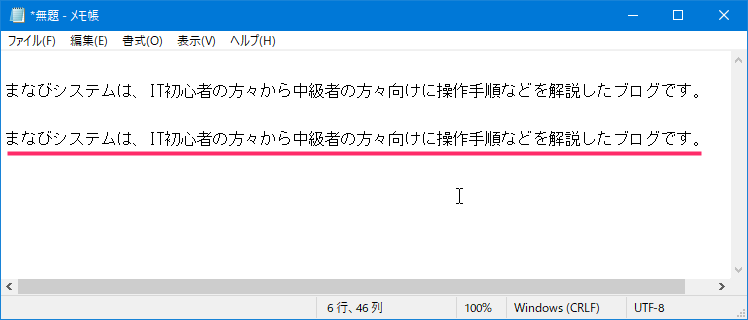 *無題 - メモ帳
ファイル(F) 編集(E) 書式(O) 表示(V) ヘルプ(H)
まなびシステムは、IT初心者の方々から中級者の方々向けに操作手順などを解説したブログです。
まなびシステムは、IT初心者の方々から中級者の方々向けに操作手順などを解説したブログです。
6 行、46 列 100% Windows (CRLF) UTF-8